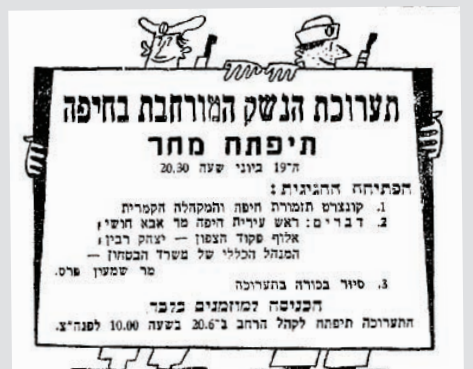 תערוכת הנשק המורחבת בחיפה
תיפתח מחר
ה־19 ביוני שעה 20.30
הפתיחה החגיגית:
1. קונצרט תזמורת חיפה והמקהלה הקמרית
2. דברים: ראש עירית חיפה מר אבא חושי;
אלוף פקוד הצפון — יצחק רבין;
המנהל הכללי של משרד הבטחון —
מר שמעון פרס.
3. סיור בכורה בתערוכה
הכניסה למוזמנים בלבד
התערוכה תיפתח לקהל הרחב ב־20.6 בשעה 10.00 לפנה"צ.